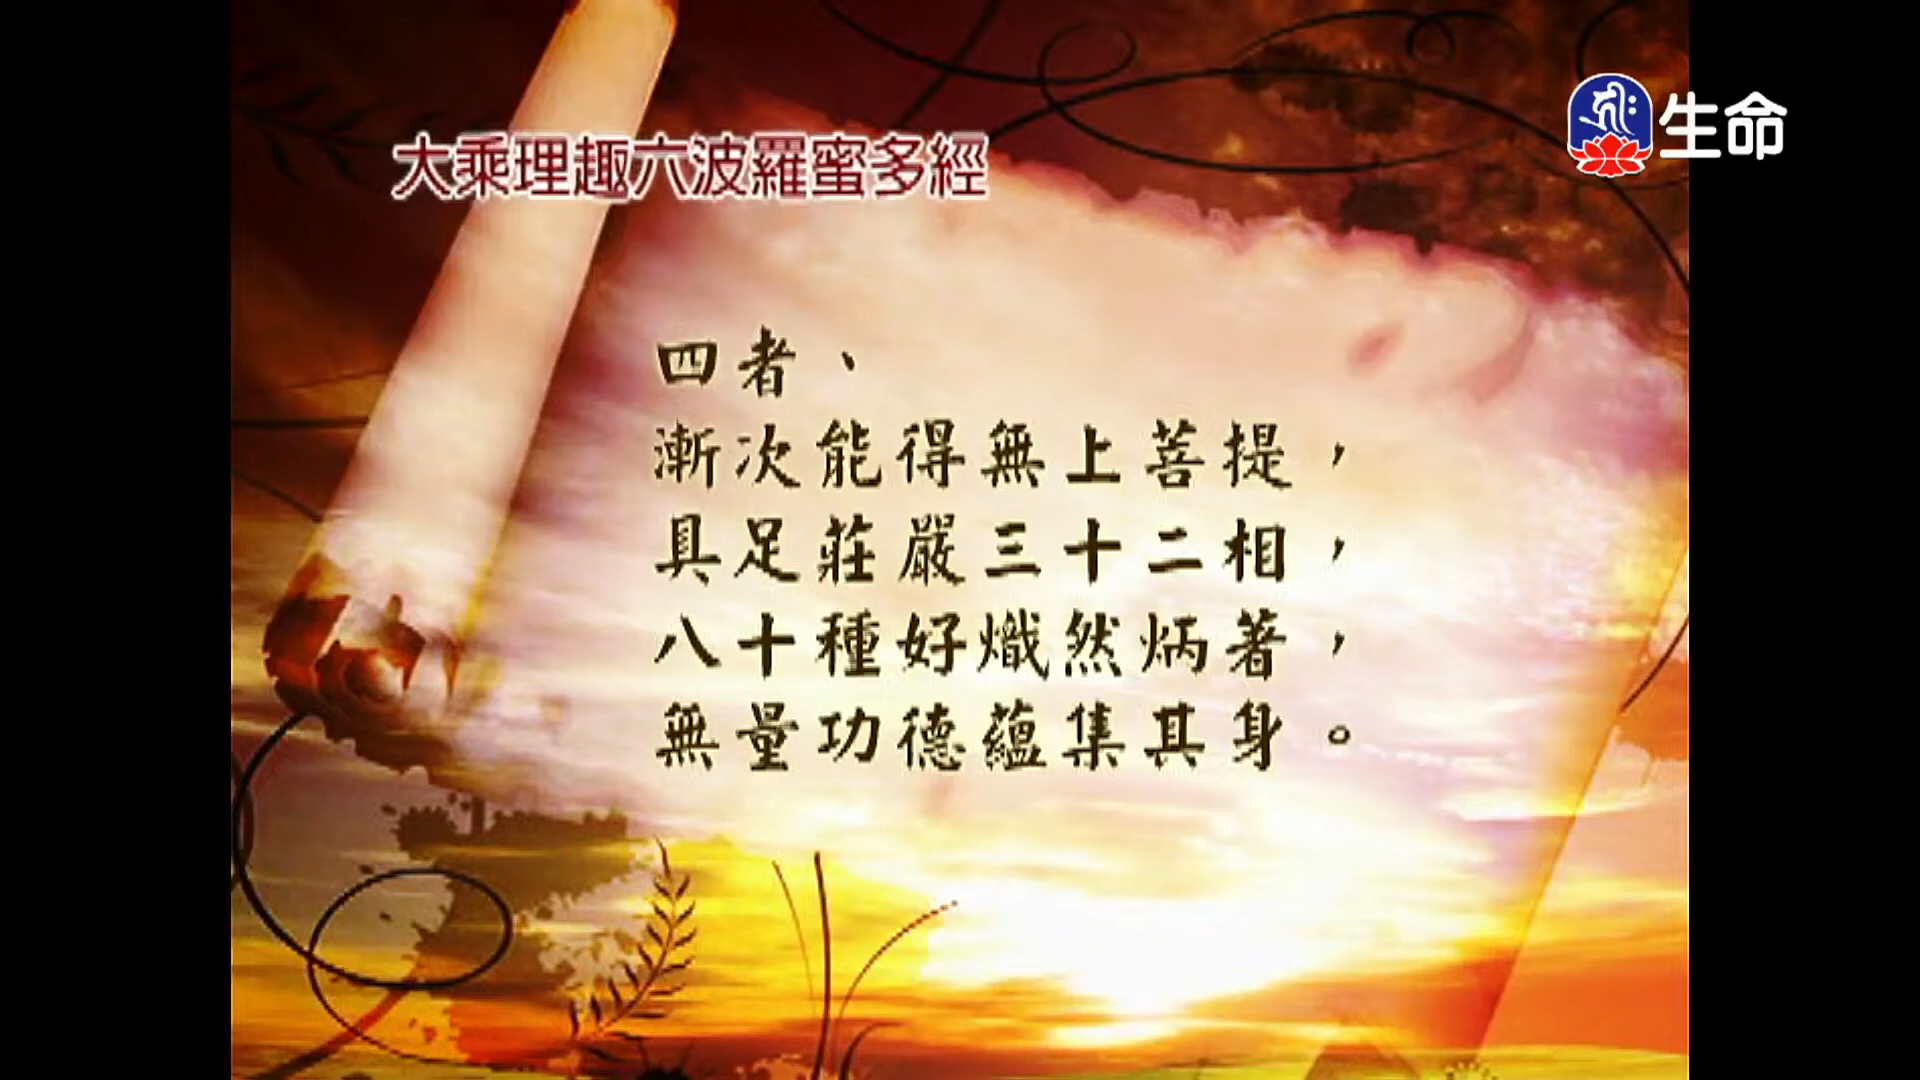 大乘理趣六波羅蜜多經
生命
四者、
漸次能得無上菩提，
具足莊嚴三十二相，
八十種好熾然炳著，
無量功德蘊集其身。